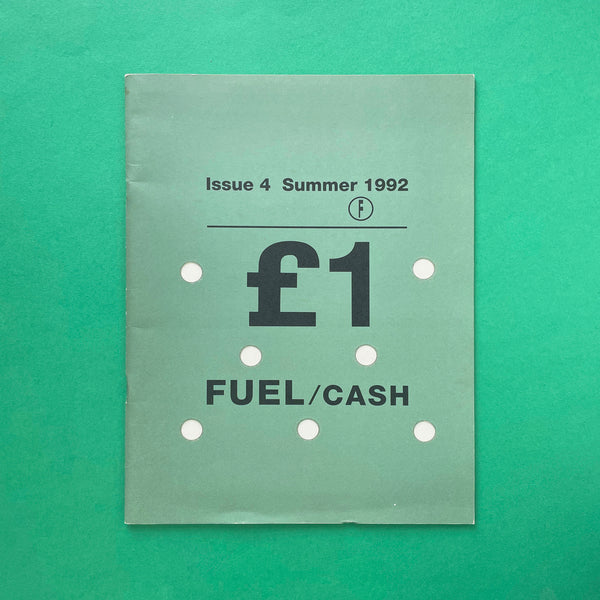 Issue 4 Summer 1992
F
£1
FUEL/CASH